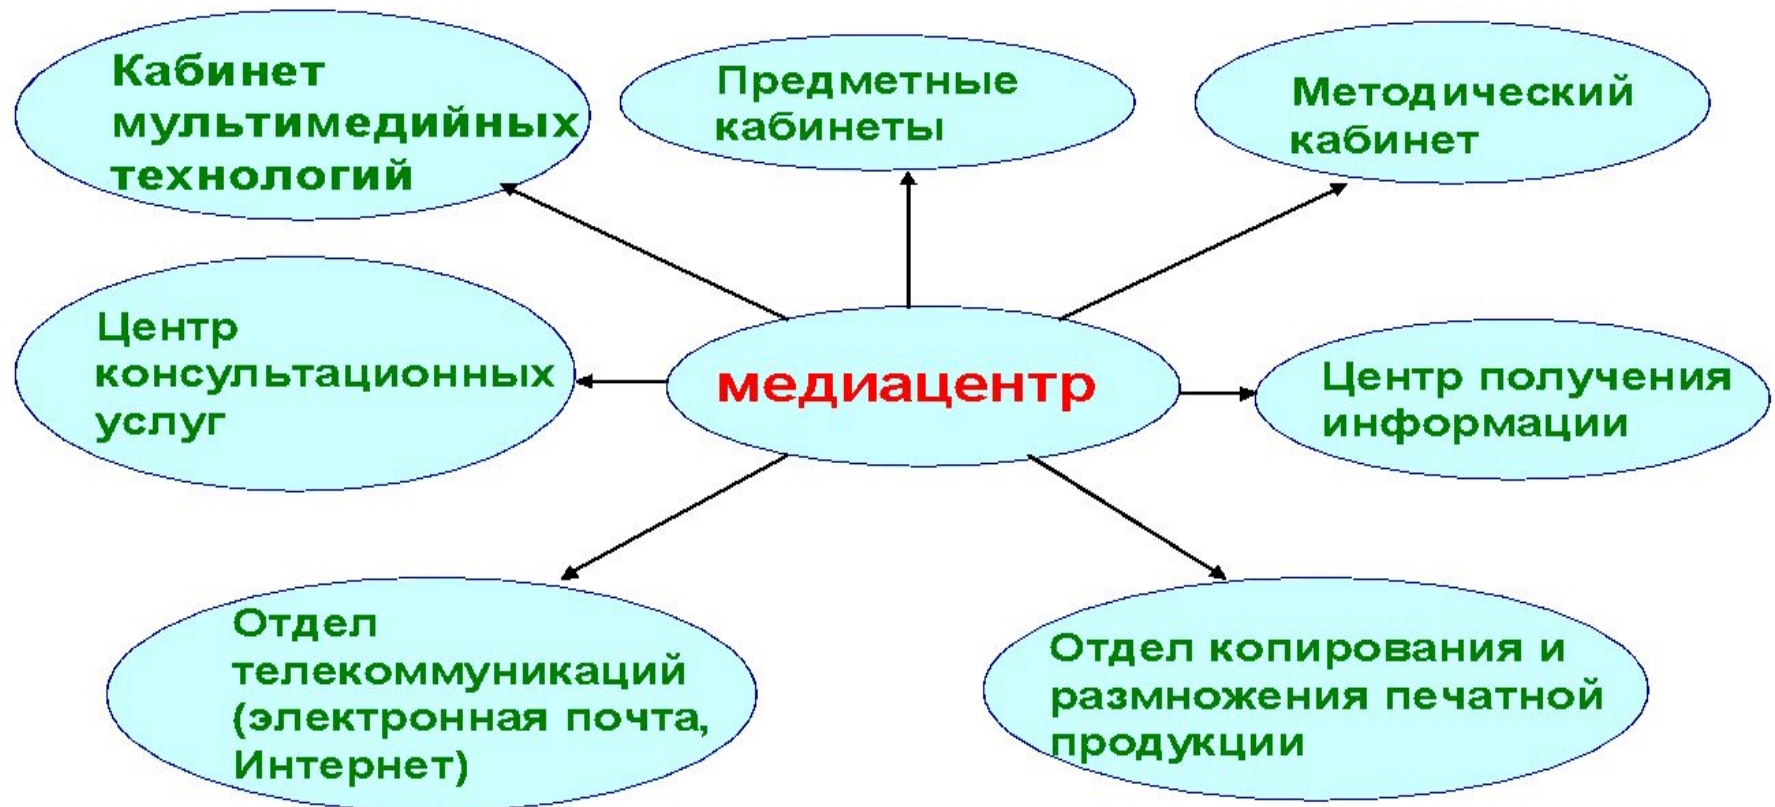 Кабинет
мультимедийных
технологий
Предметные
кабинеты
Методический
кабинет
Центр
консультационных
услуг
медиацентр
Центр получения
информации
Отдел
телекоммуникаций
(электронная почта,
Интернет)
Отдел копирования и
размножения печатной
продукции